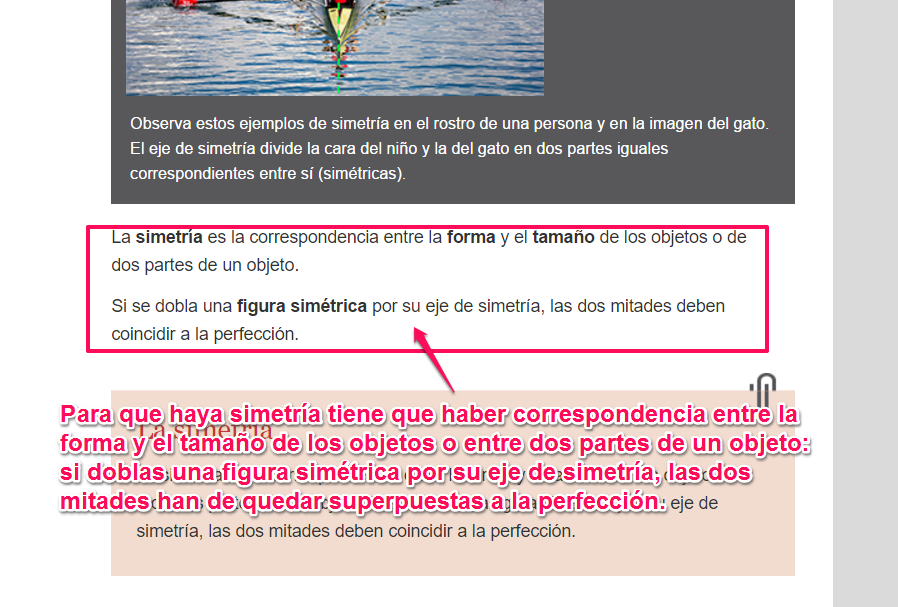 Observa estos ejemplos de simetría en el rostro de una persona y en la imagen del gato.
El eje de simetría divide la cara del niño y la del gato en dos partes iguales
correspondientes entre sí (simétricas).
La simetría es la correspondencia entre la forma y el tamaño de los objetos o de
dos partes de un objeto.
Si se dobla una figura simétrica por su eje de simetría, las dos mitades deben
coincidir a la perfección.
Para que haya simetría tiene que haber correspondencia entre la
forma y el tamaño de los objetos o entre dos partes de un objeto:
si doblas una figura simétrica por su eje de simetría, las dos
mitades han de quedar superpuestas a la perfección.
La simetría
eje de
simetría, las dos mitades deben coincidir a la perfección.